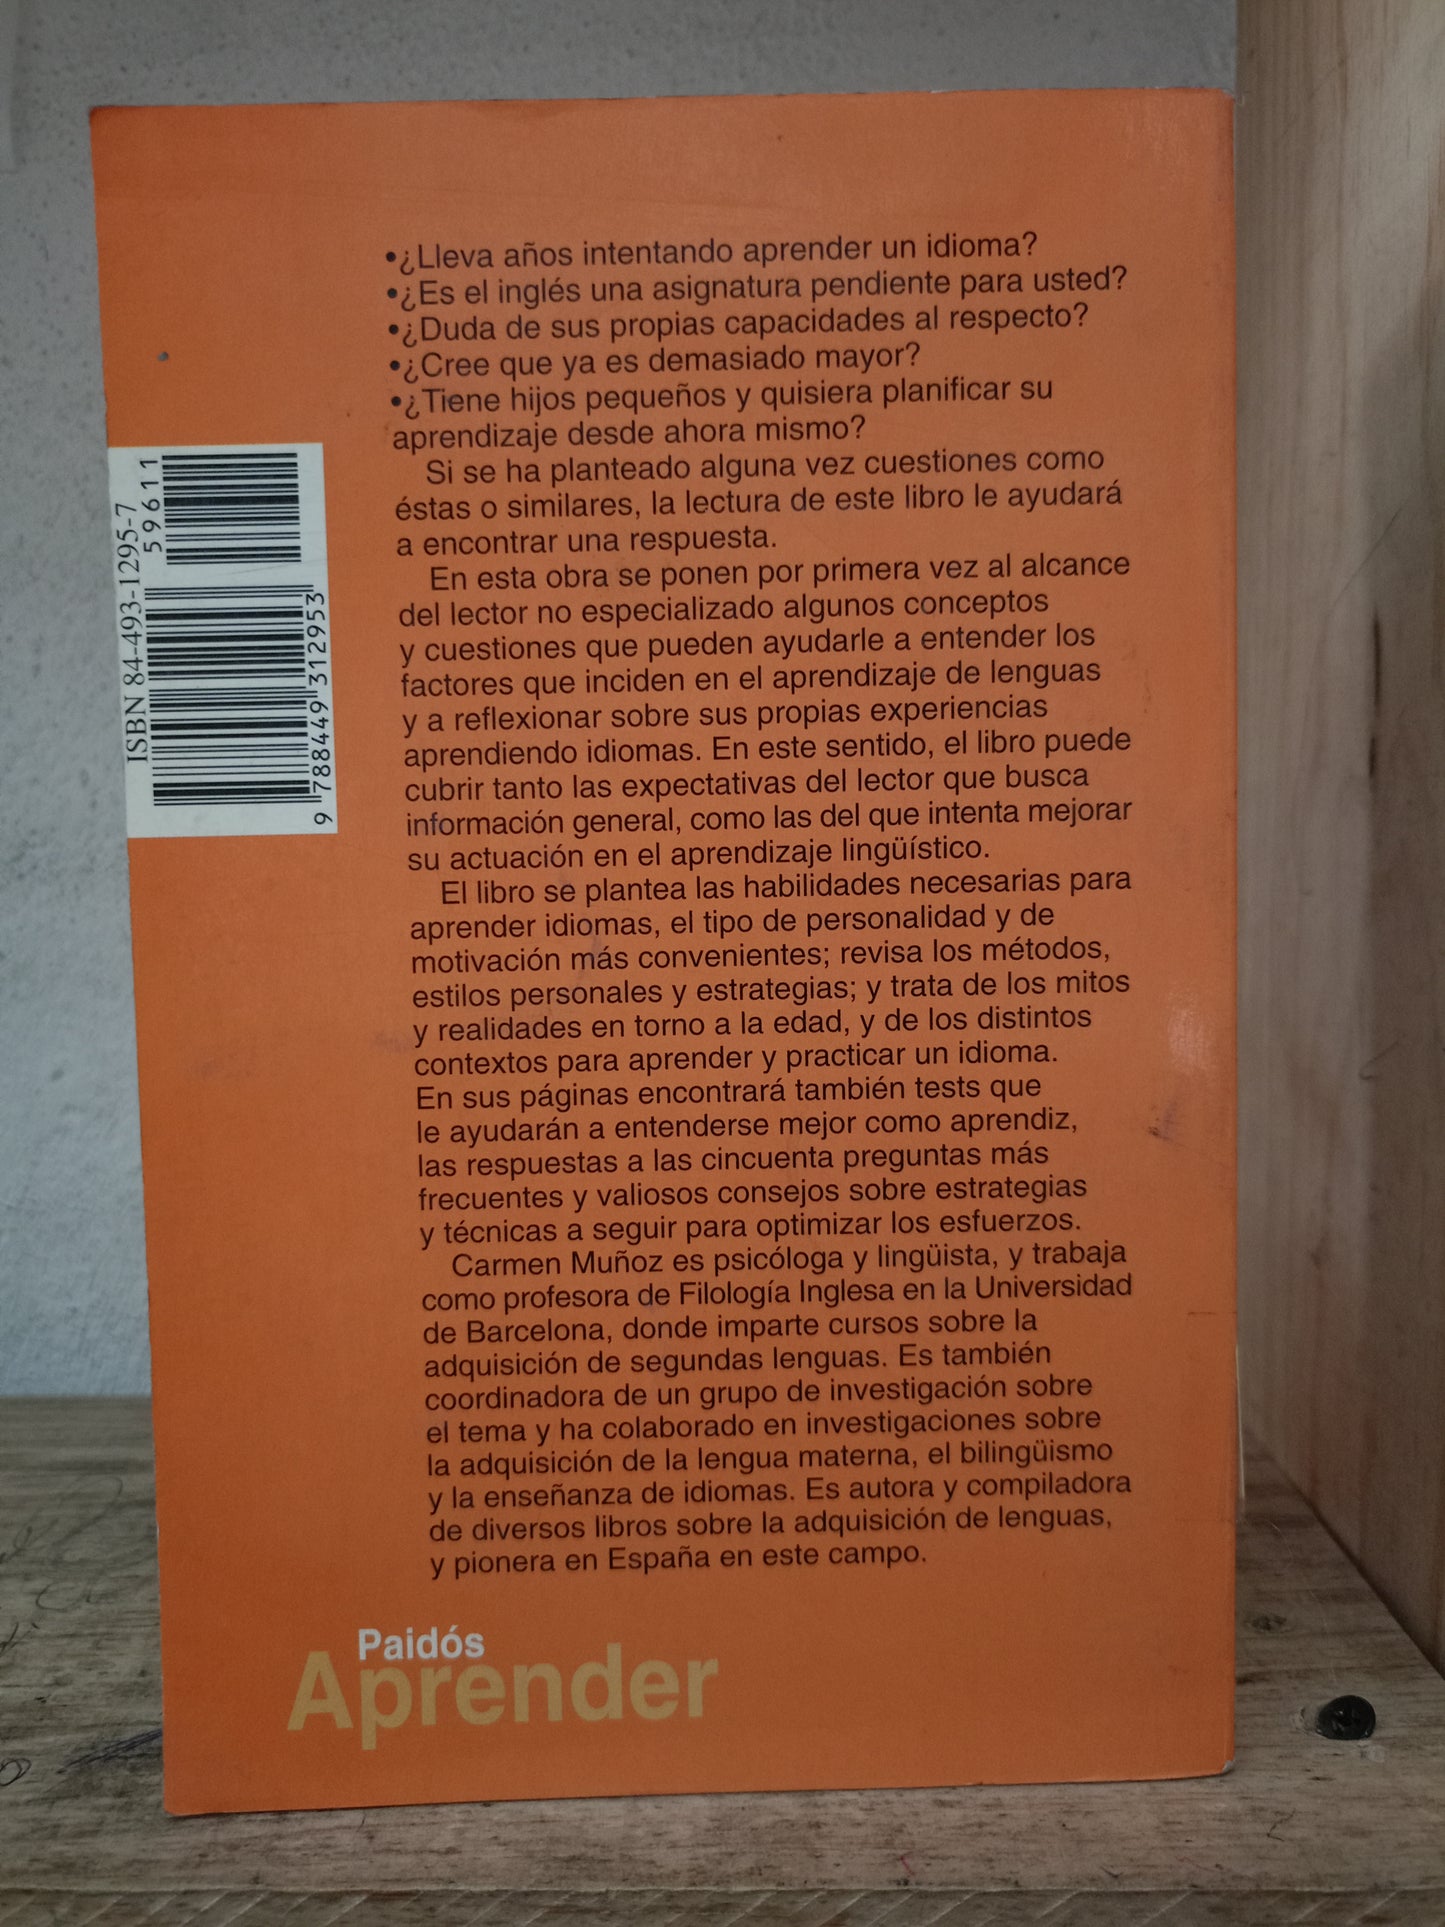 •¿Lleva años intentando aprender un idioma?
•¿Es el inglés una asignatura pendiente para usted?
•¿Duda de sus propias capacidades al respecto?
•¿Cree que ya es demasiado mayor?
•¿Tiene hijos pequeños y quisiera planificar su
aprendizaje desde ahora mismo?
Si se ha planteado alguna vez cuestiones como
éstas o similares, la lectura de este libro le ayudará
a encontrar una respuesta.
En esta obra se ponen por primera vez al alcance
del lector no especializado algunos conceptos
y cuestiones que pueden ayudarle a entender los
factores que inciden en el aprendizaje de lenguas
y a reflexionar sobre sus propias experiencias
aprendiendo idiomas. En este sentido, el libro puede
cubrir tanto las expectativas del lector que busca
información general, como las del que intenta mejorar
su actuación en el aprendizaje lingüístico.
El libro se plantea las habilidades necesarias para
aprender idiomas, el tipo de personalidad y de
motivación más convenientes; revisa los métodos,
estilos personales y estrategias; y trata de los mitos
y realidades en torno a la edad, y de los distintos
contextos para aprender y practicar un idioma.
En sus páginas encontrará también tests que
le ayudarán a entenderse mejor como aprendiz,
las respuestas a las cincuenta preguntas más
frecuentes y valiosos consejos sobre estrategias
y técnicas a seguir para optimizar los esfuerzos.
Carmen Muñoz es psicóloga y lingüista, y trabaja
como profesora de Filología Inglesa en la Universidad
de Barcelona, donde imparte cursos sobre la
adquisición de segundas lenguas. Es también
coordinadora de un grupo de investigación sobre
el tema y ha colaborado en investigaciones sobre
la adquisición de la lengua materna, el bilingüismo
y la enseñanza de idiomas. Es autora y compiladora
de diversos libros sobre la adquisición de lenguas,
y pionera en España en este campo.
ISBN 84-493-1295-7
59611
9 788449 312953
Paidós
Aprender